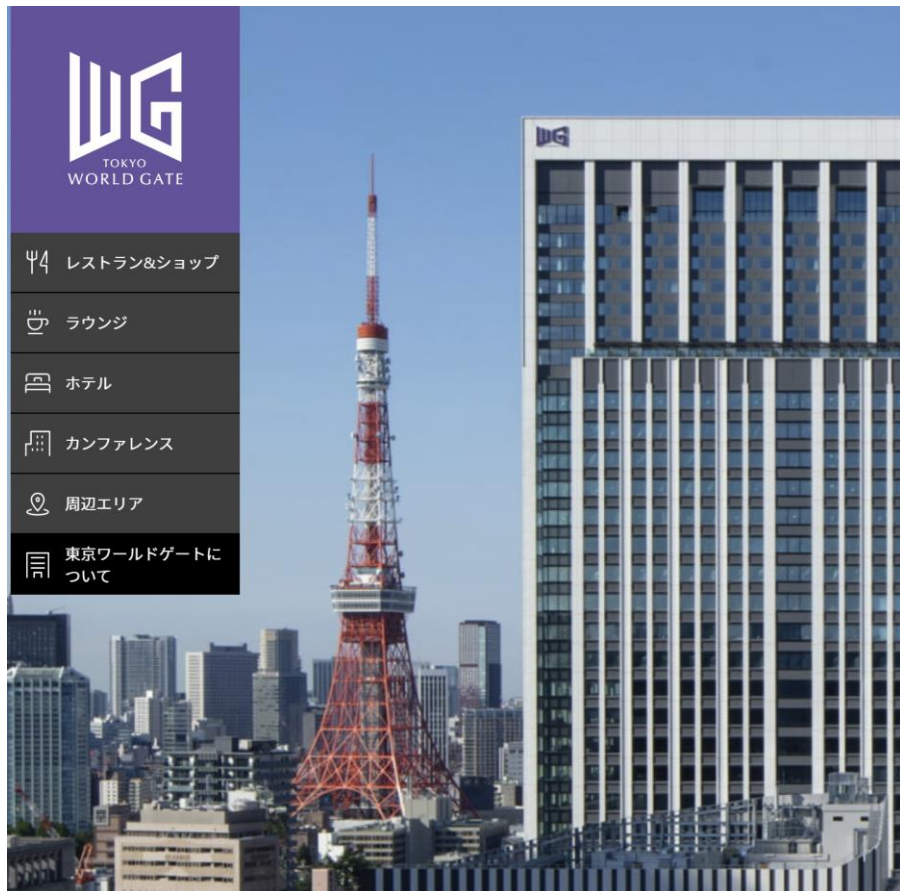 WG
TOKYO
WORLD GATE
レストラン&ショップ
ラウンジ
ホテル
カンファレンス
周辺エリア
東京ワールドゲートに
ついて
WG